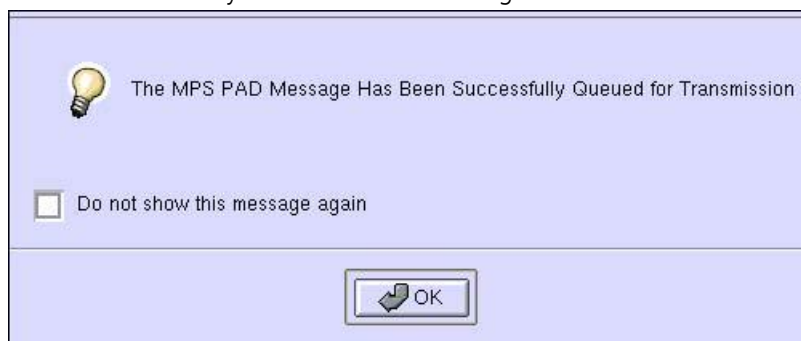 The MPS PAD Message Has Been Successfully Queued for Transmission
Do not show this message again
OK